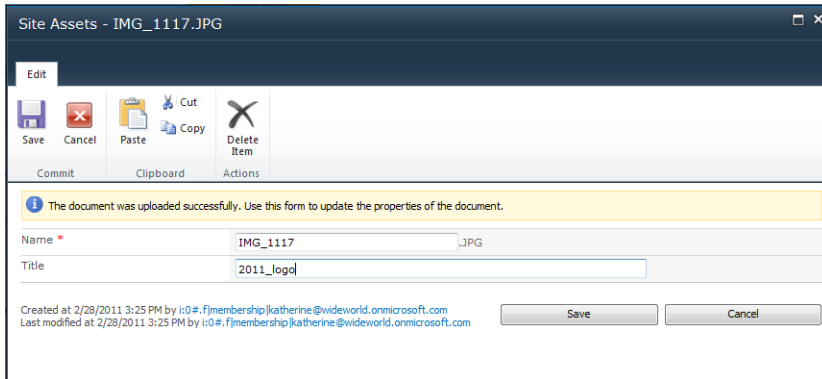 Site Assets - IMG_1117.JPG
Edit
Save
Cancel
Paste
Cut
Copy
Delete
Item
Commit
Clipboard
Actions
The document was uploaded successfully. Use this form to update the properties of the document.
Name *
IMG_1117
.JPG
Title
2011_logo
Created at 2/28/2011 3:25 PM by i:0#.f|membership|katherine@wideworld.onmicrosoft.com
Last modified at 2/28/2011 3:25 PM by i:0#.f|membership|katherine@wideworld.onmicrosoft.com
Save
Cancel